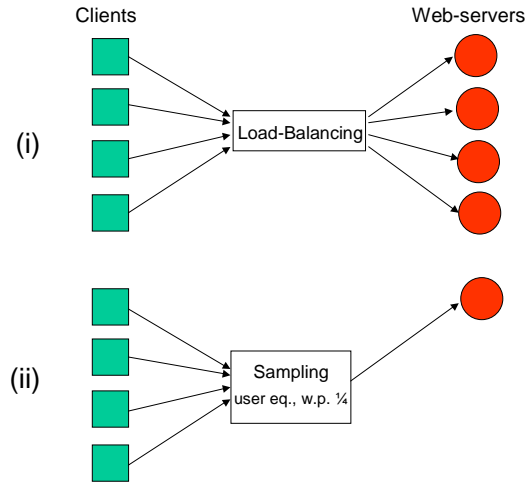 Clients Web-servers
(i)
Load-Balancing
(ii)
Sampling
user eq., w.p. ¼